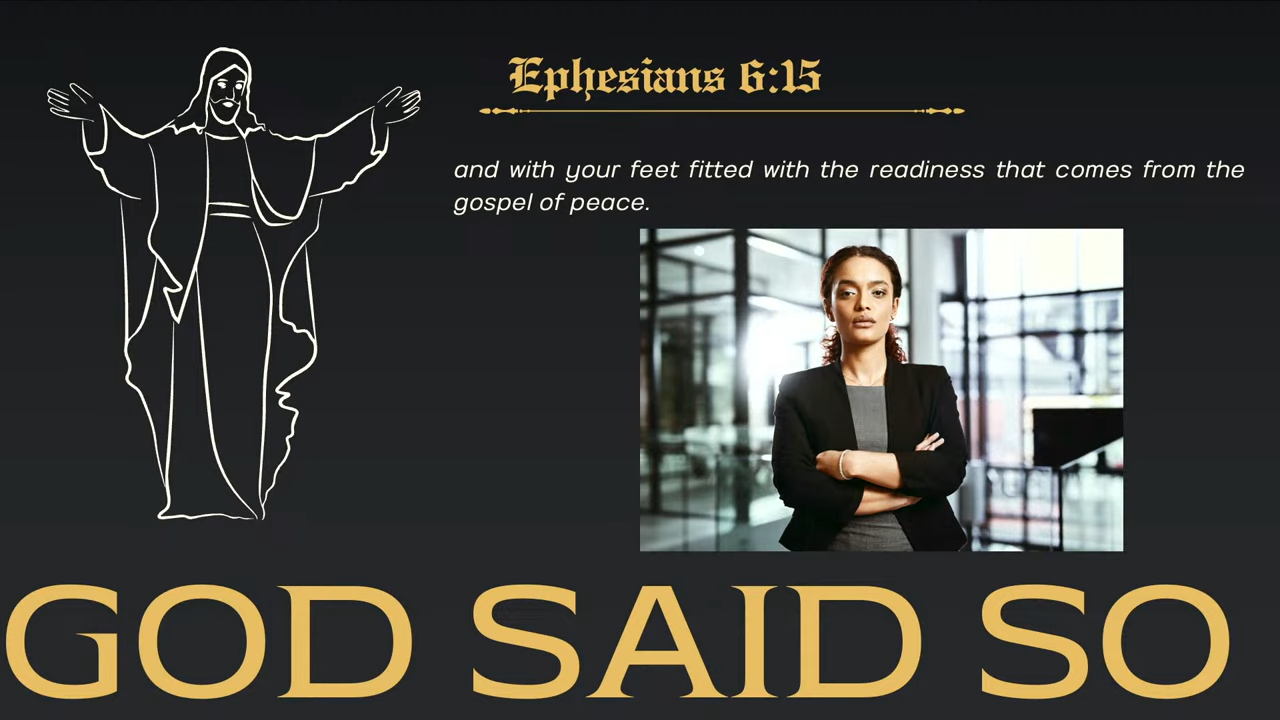 Ephesians 6:15
and with your feet fitted with the readiness that comes from the
gospel of peace.
GOD SAID SO